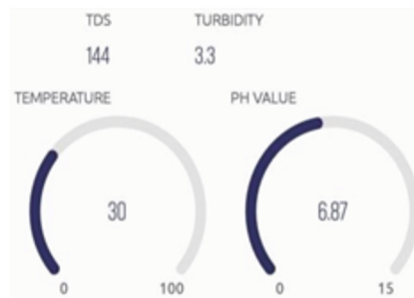 TDS TURBIDITY
144 3.3
TEMPERATURE PH VALUE
30 6.87
0 100 0 15